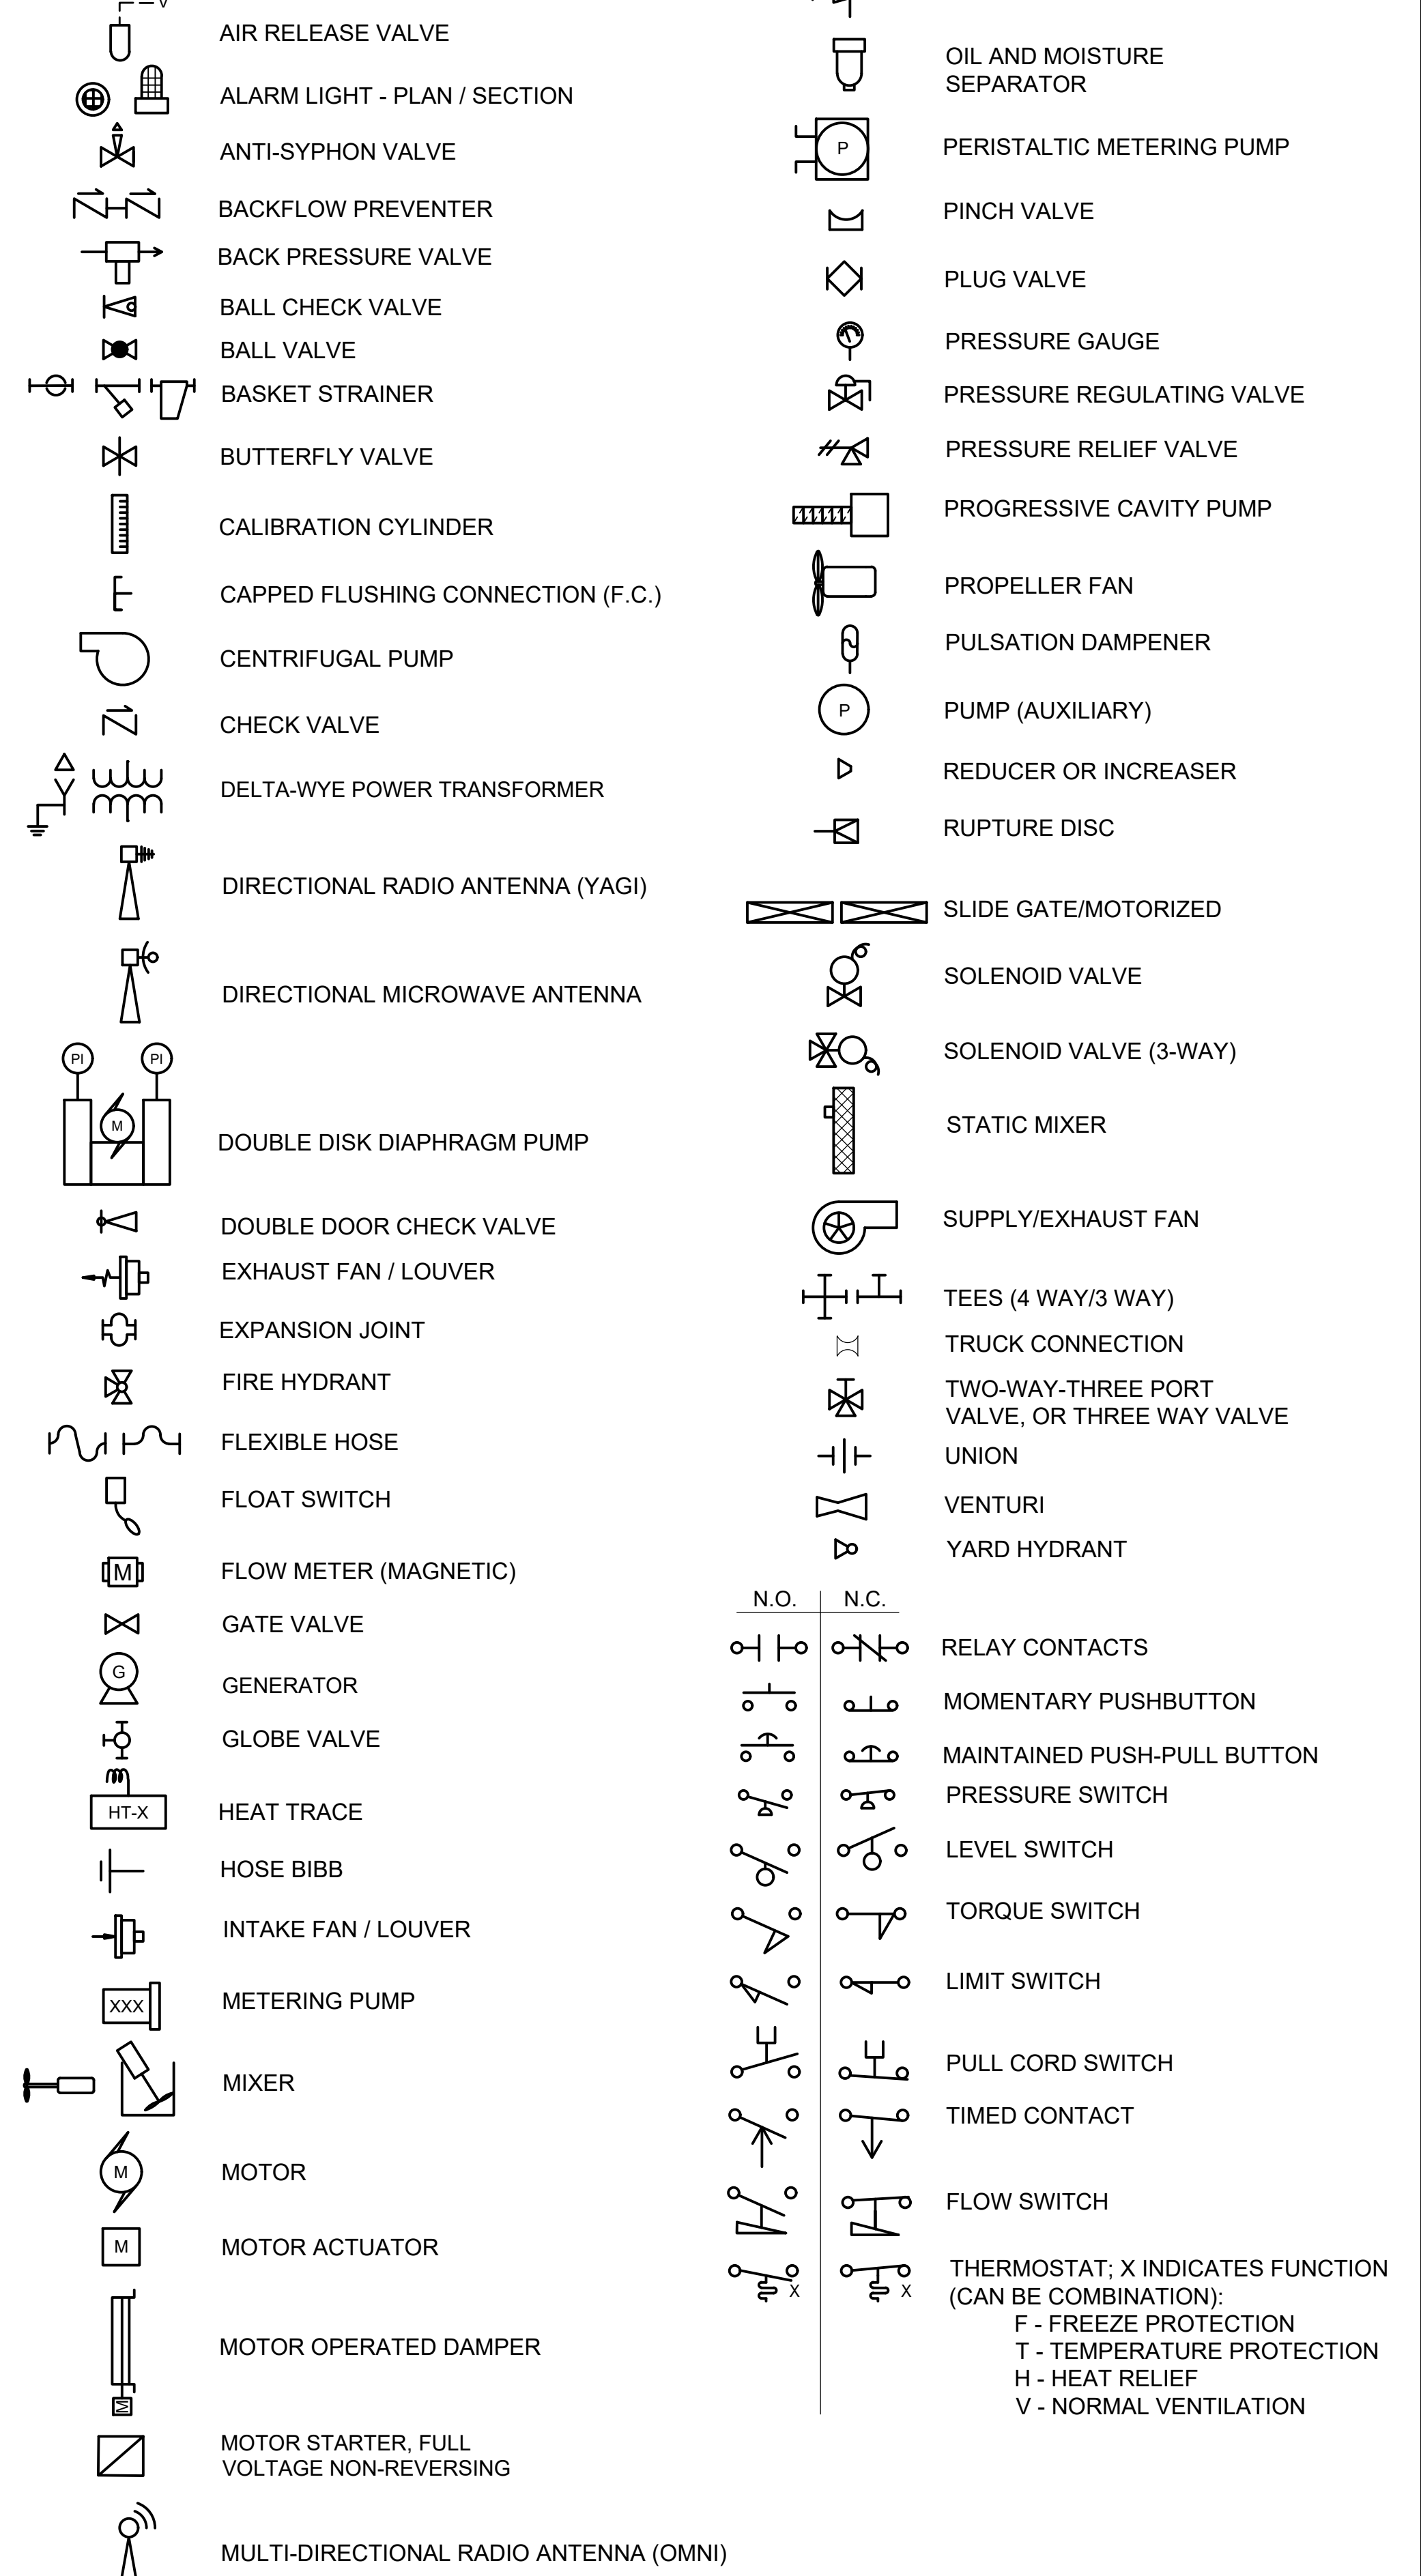 V
AIR RELEASE VALVE
ALARM LIGHT - PLAN / SECTION
ANTI-SYPHON VALVE
BACKFLOW PREVENTER
BACK PRESSURE VALVE
BALL CHECK VALVE
BALL VALVE
BASKET STRAINER
BUTTERFLY VALVE
CALIBRATION CYLINDER
CAPPED FLUSHING CONNECTION (F.C.)
CENTRIFUGAL PUMP
CHECK VALVE
DELTA-WYE POWER TRANSFORMER
DIRECTIONAL RADIO ANTENNA (YAGI)
DIRECTIONAL MICROWAVE ANTENNA
PI PI
M
DOUBLE DISK DIAPHRAGM PUMP
DOUBLE DOOR CHECK VALVE
EXHAUST FAN / LOUVER
EXPANSION JOINT
FIRE HYDRANT
FLEXIBLE HOSE
FLOAT SWITCH
M FLOW METER (MAGNETIC)
GATE VALVE
G
GENERATOR
GLOBE VALVE
HT-X HEAT TRACE
HOSE BIBB
INTAKE FAN / LOUVER
XXX METERING PUMP
MIXER
M MOTOR
M MOTOR ACTUATOR
MOTOR OPERATED DAMPER
M
MOTOR STARTER, FULL
VOLTAGE NON-REVERSING
MULTI-DIRECTIONAL RADIO ANTENNA (OMNI)
OIL AND MOISTURE
SEPARATOR
P PERISTALTIC METERING PUMP
PINCH VALVE
PLUG VALVE
PRESSURE GAUGE
PRESSURE REGULATING VALVE
PRESSURE RELIEF VALVE
PROGRESSIVE CAVITY PUMP
PROPELLER FAN
PULSATION DAMPENER
P PUMP (AUXILIARY)
REDUCER OR INCREASER
RUPTURE DISC
SLIDE GATE/MOTORIZED
SOLENOID VALVE
SOLENOID VALVE (3-WAY)
STATIC MIXER
SUPPLY/EXHAUST FAN
TEES (4 WAY/3 WAY)
TRUCK CONNECTION
TWO-WAY-THREE PORT
VALVE, OR THREE WAY VALVE
UNION
VENTURI
YARD HYDRANT
N.O. N.C.
RELAY CONTACTS
MOMENTARY PUSHBUTTON
MAINTAINED PUSH-PULL BUTTON
PRESSURE SWITCH
LEVEL SWITCH
TORQUE SWITCH
LIMIT SWITCH
PULL CORD SWITCH
TIMED CONTACT
FLOW SWITCH
THERMOSTAT; X INDICATES FUNCTION
X X (CAN BE COMBINATION):
F - FREEZE PROTECTION
T - TEMPERATURE PROTECTION
H - HEAT RELIEF
V - NORMAL VENTILATION